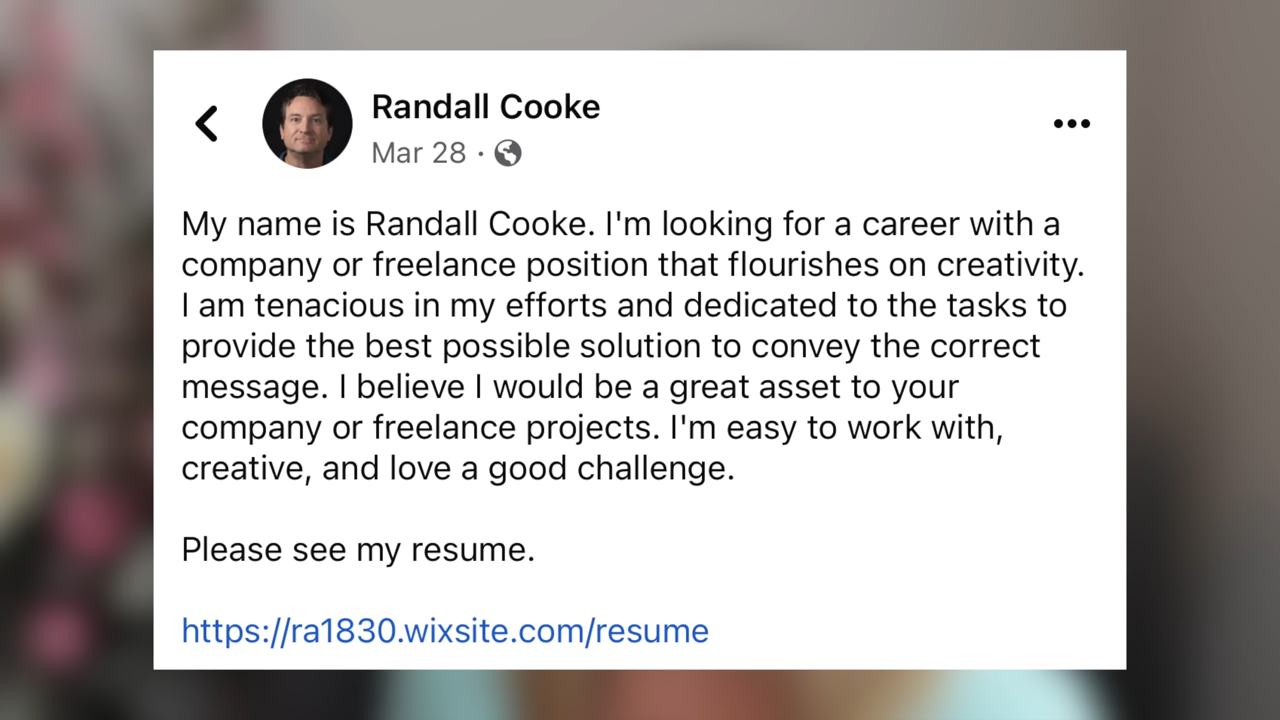 Randall Cooke
Mar 28 ·
My name is Randall Cooke. I'm looking for a career with a
company or freelance position that flourishes on creativity.
I am tenacious in my efforts and dedicated to the tasks to
provide the best possible solution to convey the correct
message. I believe I would be a great asset to your
company or freelance projects. I'm easy to work with,
creative, and love a good challenge.
Please see my resume.
https://ra1830.wixsite.com/resume